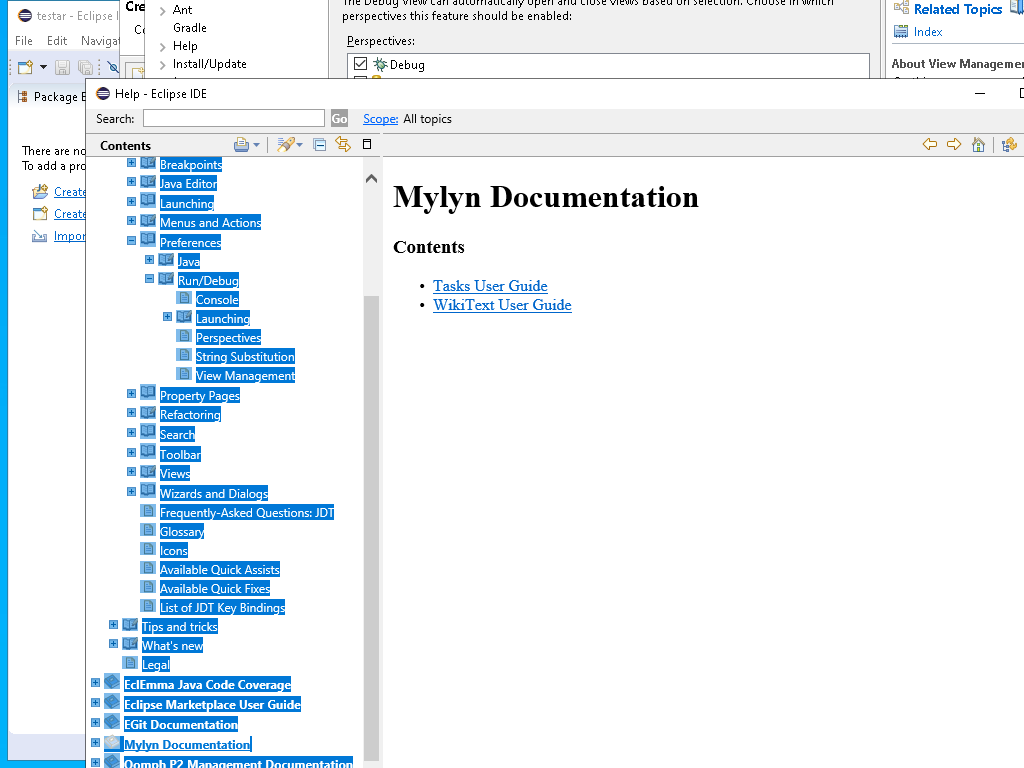 testar - Eclipse I
File Edit Navigat
Package E
There are no
To add a pro
Create
Create
Impor
Cre
Ant
Gradle
Help
Install/Update
The Debug View can automatically open and close views based on selection. Choose in which
perspectives this feature should be enabled:
Perspectives:
Debug
Related Topics
Index
About View Manageme
Help - Eclipse IDE
Search:
Go
Scope: All topics
Contents
Breakpoints
Java Editor
Launching
Menus and Actions
Preferences
Java
Run/Debug
Console
Launching
Perspectives
String Substitution
View Management
Property Pages
Refactoring
Search
Toolbar
Views
Wizards and Dialogs
Frequently-Asked Questions: JDT
Glossary
Icons
Available Quick Assists
Available Quick Fixes
List of JDT Key Bindings
Tips and tricks
What's new
Legal
EclEmma Java Code Coverage
Eclipse Marketplace User Guide
EGit Documentation
Mylyn Documentation
Oomph P2 Management Documentation
Mylyn Documentation
Contents
• Tasks User Guide
• WikiText User Guide